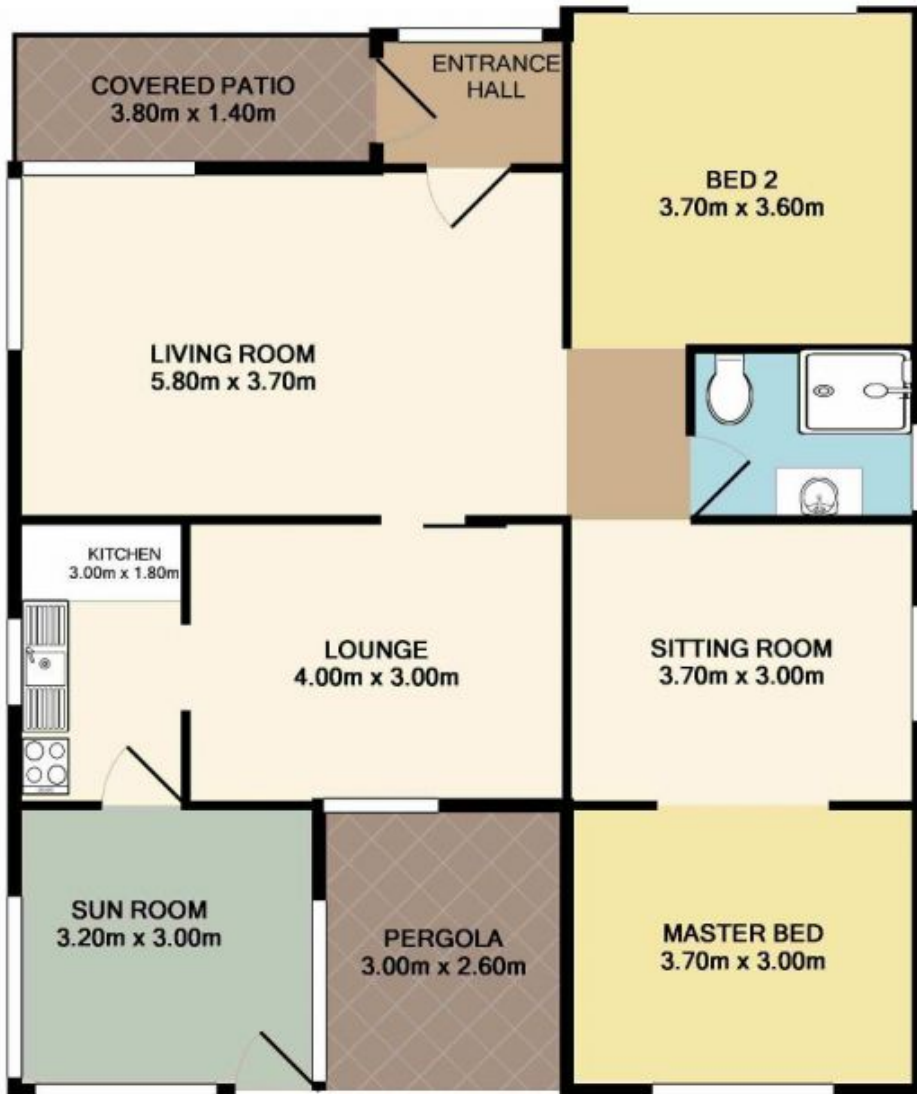 COVERED PATIO
3.80m x 1.40m
ENTRANCE
HALL
BED 2
3.70m x 3.60m
LIVING ROOM
5.80m x 3.70m
KITCHEN
3.00m x 1.80m
LOUNGE
4.00m x 3.00m
SITTING ROOM
3.70m x 3.00m
SUN ROOM
3.20m x 3.00m
PERGOLA
3.00m x 2.60m
MASTER BED
3.70m x 3.00m